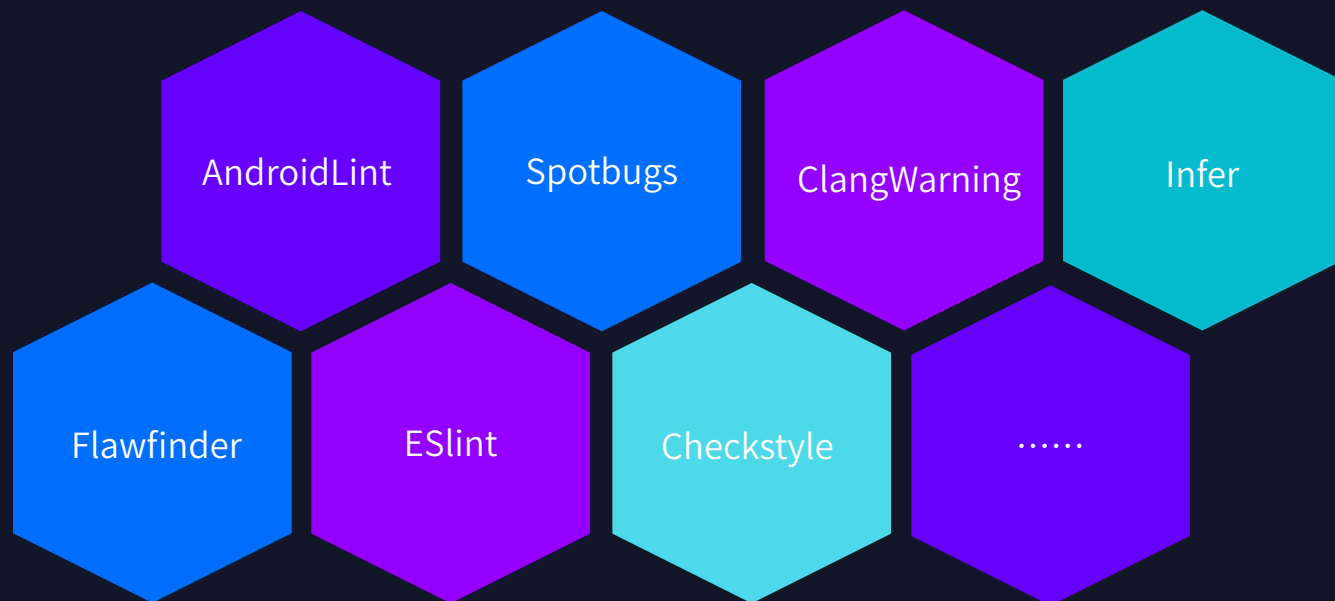 AndroidLint
Spotbugs
ClangWarning
Infer
Flawfinder
ESlint
Checkstyle
······